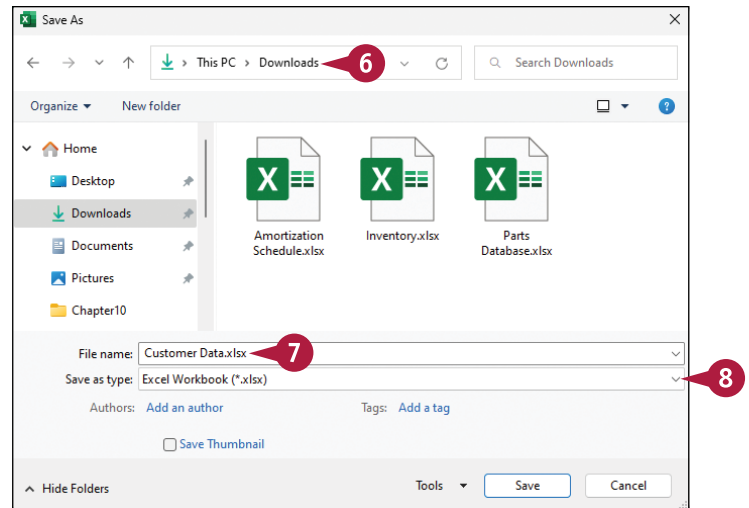 Save As
This PC > Downloads 6 Search Downloads
Organize New folder
Home
Desktop
Downloads
Documents
Pictures
Chapter10
Amortization
Schedule.xlsx
Inventory.xlsx
Parts
Database.xlsx
File name: Customer Data.xlsx 7
Save as type: Excel Workbook (*.xlsx) 8
Authors: Add an author Tags: Add a tag
Save Thumbnail
Hide Folders Tools Save Cancel